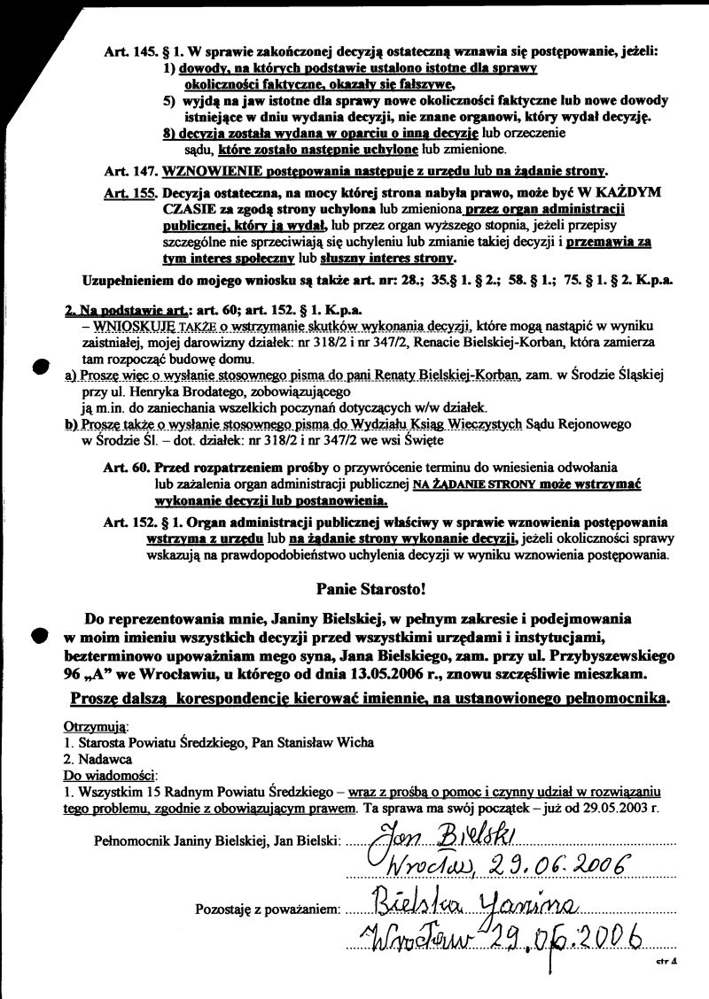 Art. 145. § 1. W sprawie zakończonej decyzją ostateczną wznawia się postępowanie, jeżeli:
1) dowody, na których podstawie ustalono istotne dla sprawy
okoliczności faktyczne, okazały się fałszywe,
5) wyjdą na jaw istotne dla sprawy nowe okoliczności faktyczne lub nowe dowody
istniejące w dniu wydania decyzji, nie znane organowi, który wydał decyzję.
8) decyzja została wydana w oparciu o inną decyzję lub orzeczenie
sądu, które zostało następnie uchylone lub zmienione.
Art. 147. WZNOWIENIE postępowania następuje z urzędu lub na żądanie strony.
Art. 155. Decyzja ostateczna, na mocy której strona nabyła prawo, może być W KAŻDYM
CZASIE za zgodą strony uchylona lub zmieniona przez organ administracji
publicznej, który ją wydał, lub przez organ wyższego stopnia, jeżeli przepisy
szczególne nie sprzeciwiają się uchyleniu lub zmianie takiej decyzji i przemawia za
tym interes społeczny lub słuszny interes strony.
Uzupełnieniem do mojego wniosku są także art. nr: 28.; 35.§ 1. § 2.; 58. § 1.; 75. § 1. § 2. K.p.a.
2. Na podstawie art.: art. 60; art. 152. § 1. K.p.a.
– WNIOSKUJĘ TAKŻE o wstrzymanie skutków wykonania decyzji, które mogą nastąpić w wyniku
zaistniałej, mojej darowizny działek: nr 318/2 i nr 347/2, Renacie Bielskiej-Korban, która zamierza
tam rozpocząć budowę domu.
a) Proszę więc o wysłanie stosownego pisma do pani Renaty Bielskiej-Korban, zam. w Środzie Śląskiej
przy ul. Henryka Brodatego, zobowiązującego
ją m.in. do zaniechania wszelkich poczynań dotyczących w/w działek.
b) Proszę także o wysłanie stosownego pisma do Wydziału Ksiąg Wieczystych Sądu Rejonowego
w Środzie Śl. – dot. działek: nr 318/2 i nr 347/2 we wsi Święte
Art. 60. Przed rozpatrzeniem prośby o przywrócenie terminu do wniesienia odwołania
lub zażalenia organ administracji publicznej NA ŻĄDANIE STRONY może wstrzymać
wykonanie decyzji lub postanowienia.
Art. 152. § 1. Organ administracji publicznej właściwy w sprawie wznowienia postępowania
wstrzyma z urzędu lub na żądanie strony wykonanie decyzji, jeżeli okoliczności sprawy
wskazują na prawdopodobieństwo uchylenia decyzji w wyniku wznowienia postępowania.
Panie Starosto!
Do reprezentowania mnie, Janiny Bielskiej, w pełnym zakresie i podejmowania
w moim imieniu wszystkich decyzji przed wszystkimi urzędami i instytucjami,
bezterminowo upoważniam mego syna, Jana Bielskiego, zam. przy ul. Przybyszewskiego
96 „A” we Wrocławiu, u którego od dnia 13.05.2006 r., znowu szczęśliwie mieszkam.
Proszę dalszą korespondencję kierować imiennie, na ustanowionego pełnomocnika.
Otrzymują:
1. Starosta Powiatu Średzkiego, Pan Stanisław Wicha
2. Nadawca
Do wiadomości:
1. Wszystkim 15 Radnym Powiatu Średzkiego – wraz z prośbą o pomoc i czynny udział w rozwiązaniu
tego problemu, zgodnie z obowiązującym prawem. Ta sprawa ma swój początek – już od 29.05.2003 r.
Pełnomocnik Janiny Bielskiej, Jan Bielski: Jan Bielski
Wrocław, 29.06.2006
Pozostaję z poważaniem: Bielska Yanina
Wrocław 29.06.2006
str 4